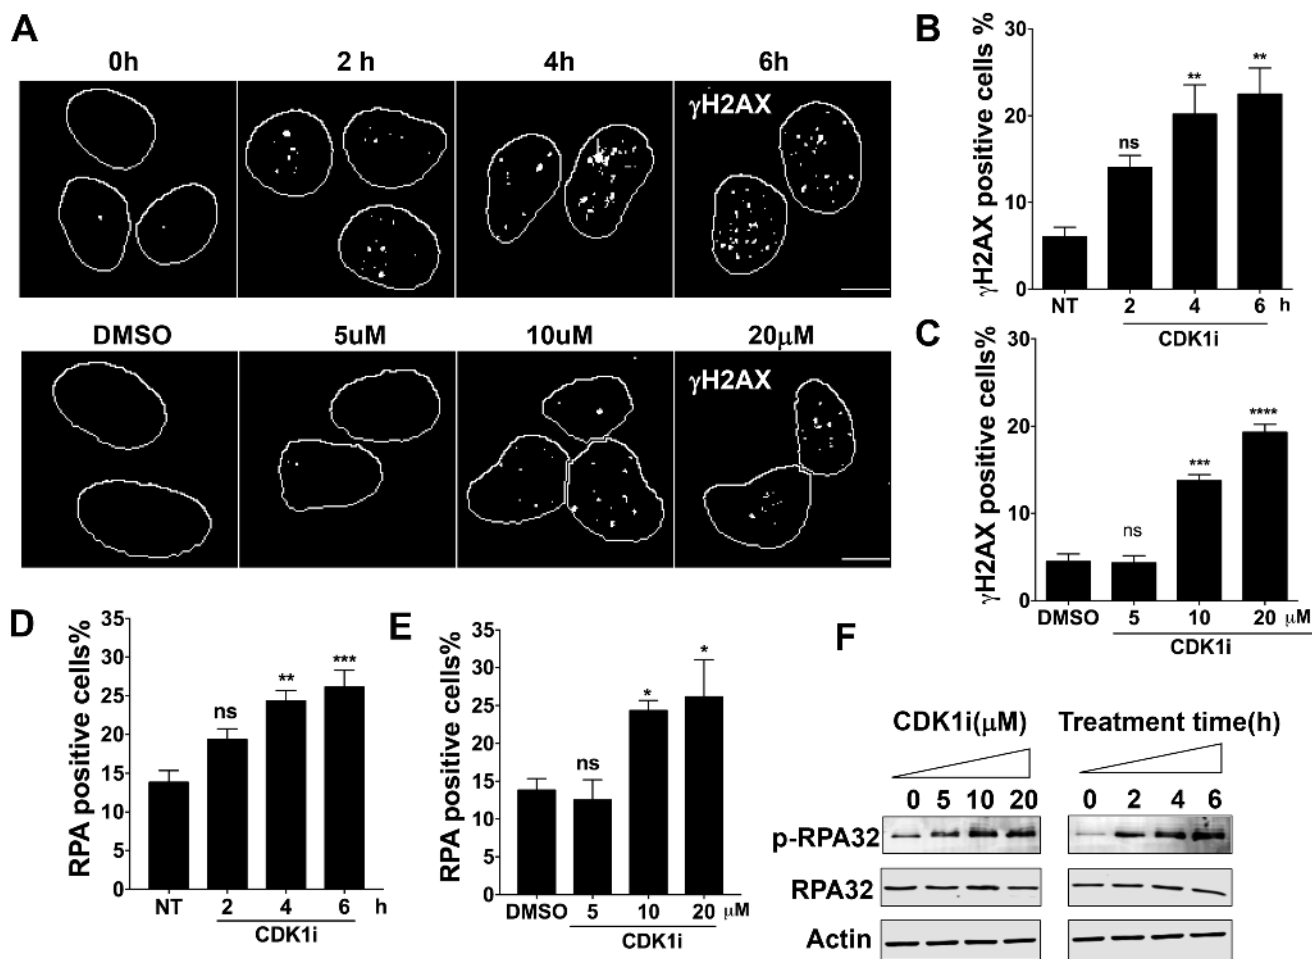 A
0h 2 h 4h 6h
γH2AX
DMSO 5uM 10uM 20μM
γH2AX
B
γH2AX positive cells %
30
20
10
0
ns ** **
NT 2 4 6 h
CDK1i
C
γH2AX positive cells%
30
20
10
0
ns *** ****
DMSO 5 10 20 μM
CDK1i
D
RPA positive cells%
35
30
25
20
15
10
5
0
ns ** ***
NT 2 4 6 h
CDK1i
E
RPA positive cells%
35
30
25
20
15
10
5
0
ns * *
DMSO 5 10 20 μM
CDK1i
F
CDK1i(μM) Treatment time(h)
0 5 10 20 0 2 4 6
p-RPA32
RPA32
Actin